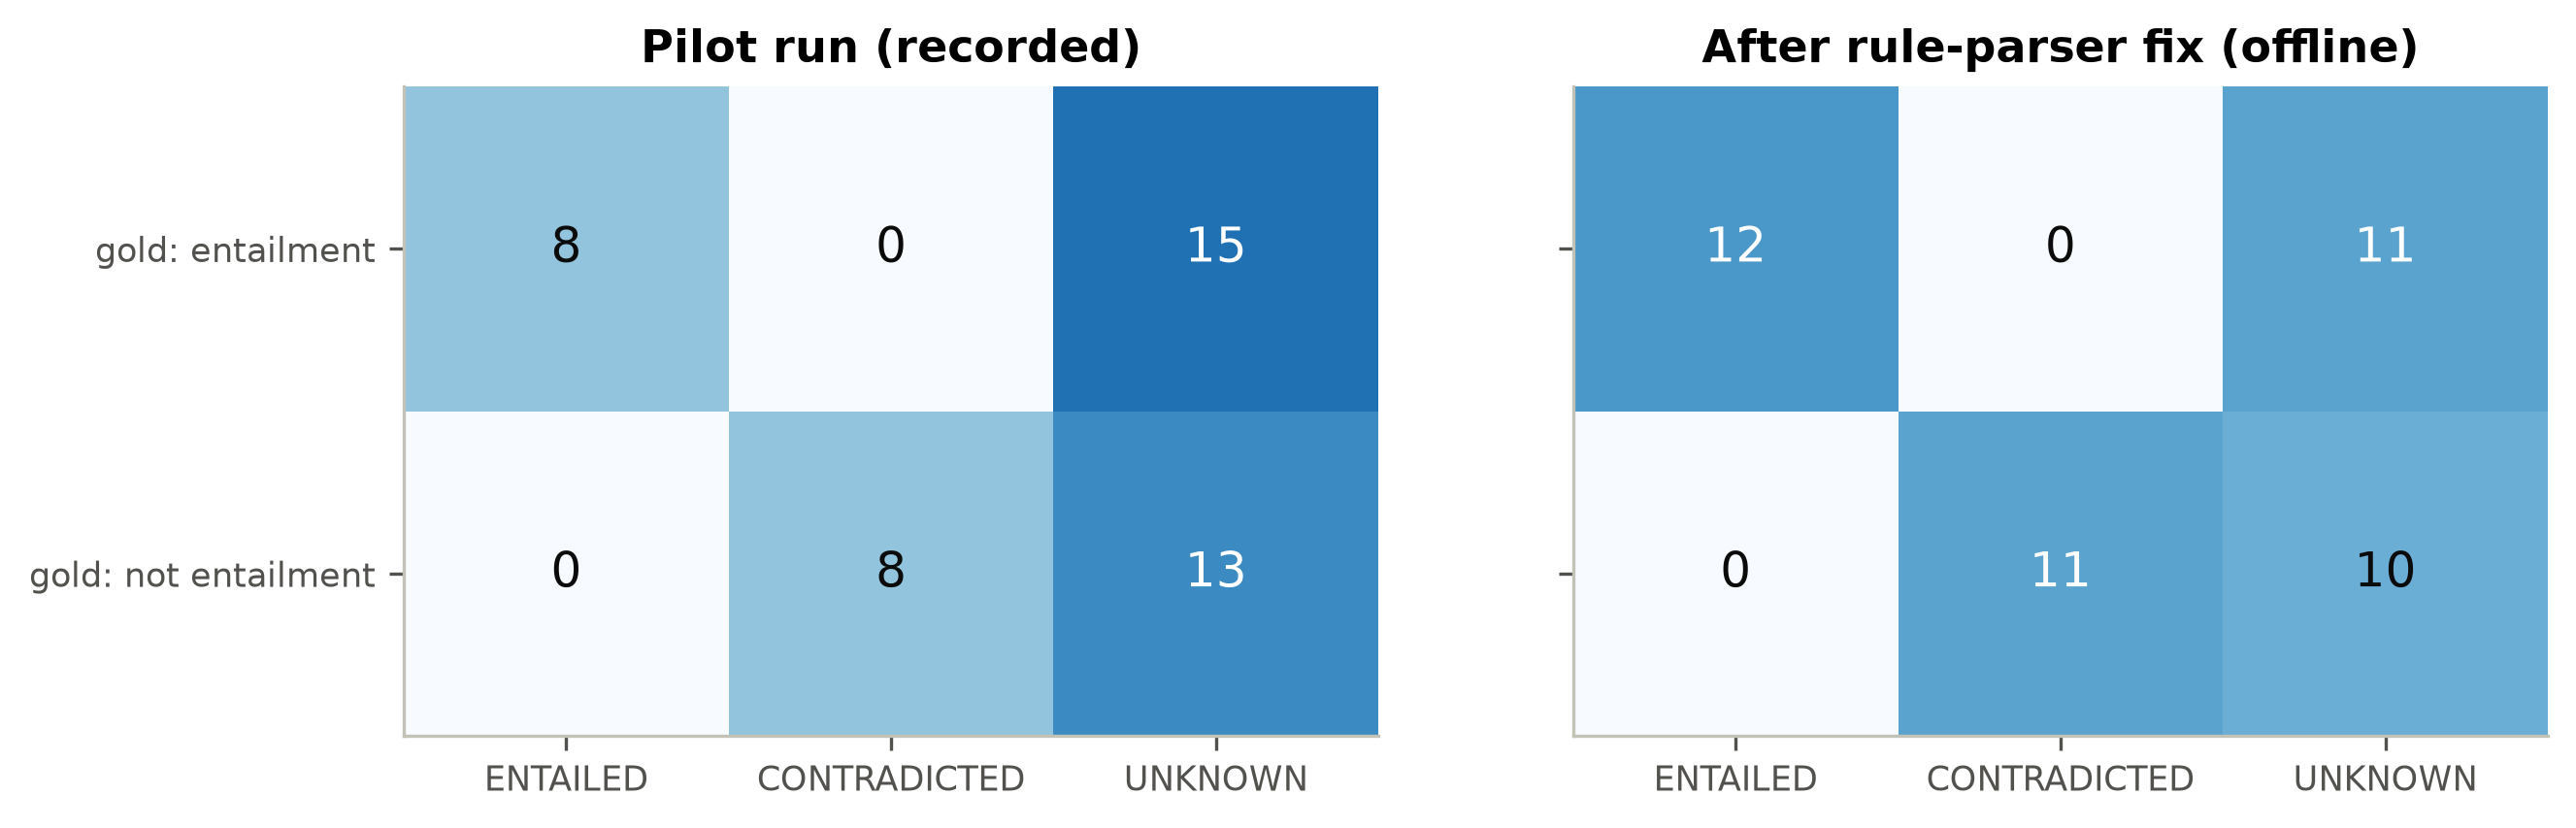 Pilot run (recorded)
After rule-parser fix (offline)
gold: entailment
8
0
15
12
0
11
gold: not entailment
0
8
13
0
11
10
ENTAILED
CONTRADICTED
UNKNOWN
ENTAILED
CONTRADICTED
UNKNOWN